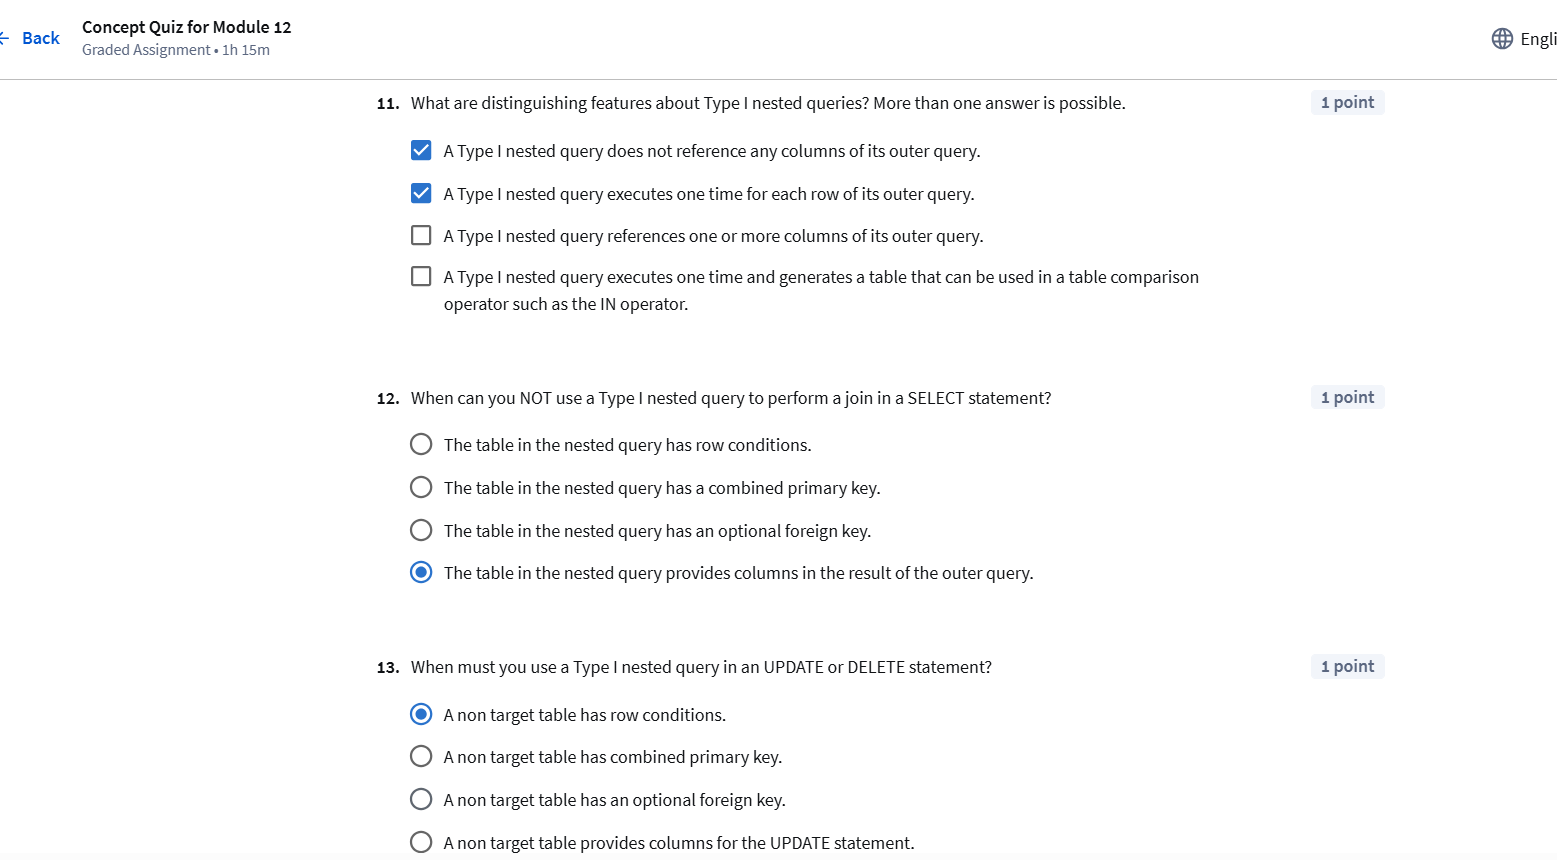 Concept Quiz for Module 12
Back
Graded Assignment • 1h 15m
Engli
11. What are distinguishing features about Type I nested queries? More than one answer is possible.
1 point
A Type I nested query does not reference any columns of its outer query.
A Type I nested query executes one time for each row of its outer query.
A Type I nested query references one or more columns of its outer query.
A Type I nested query executes one time and generates a table that can be used in a table comparison
operator such as the IN operator.
12. When can you NOT use a Type I nested query to perform a join in a SELECT statement?
1 point
The table in the nested query has row conditions.
The table in the nested query has a combined primary key.
The table in the nested query has an optional foreign key.
The table in the nested query provides columns in the result of the outer query.
13. When must you use a Type I nested query in an UPDATE or DELETE statement?
1 point
A non target table has row conditions.
A non target table has combined primary key.
A non target table has an optional foreign key.
A non target table provides columns for the UPDATE statement.